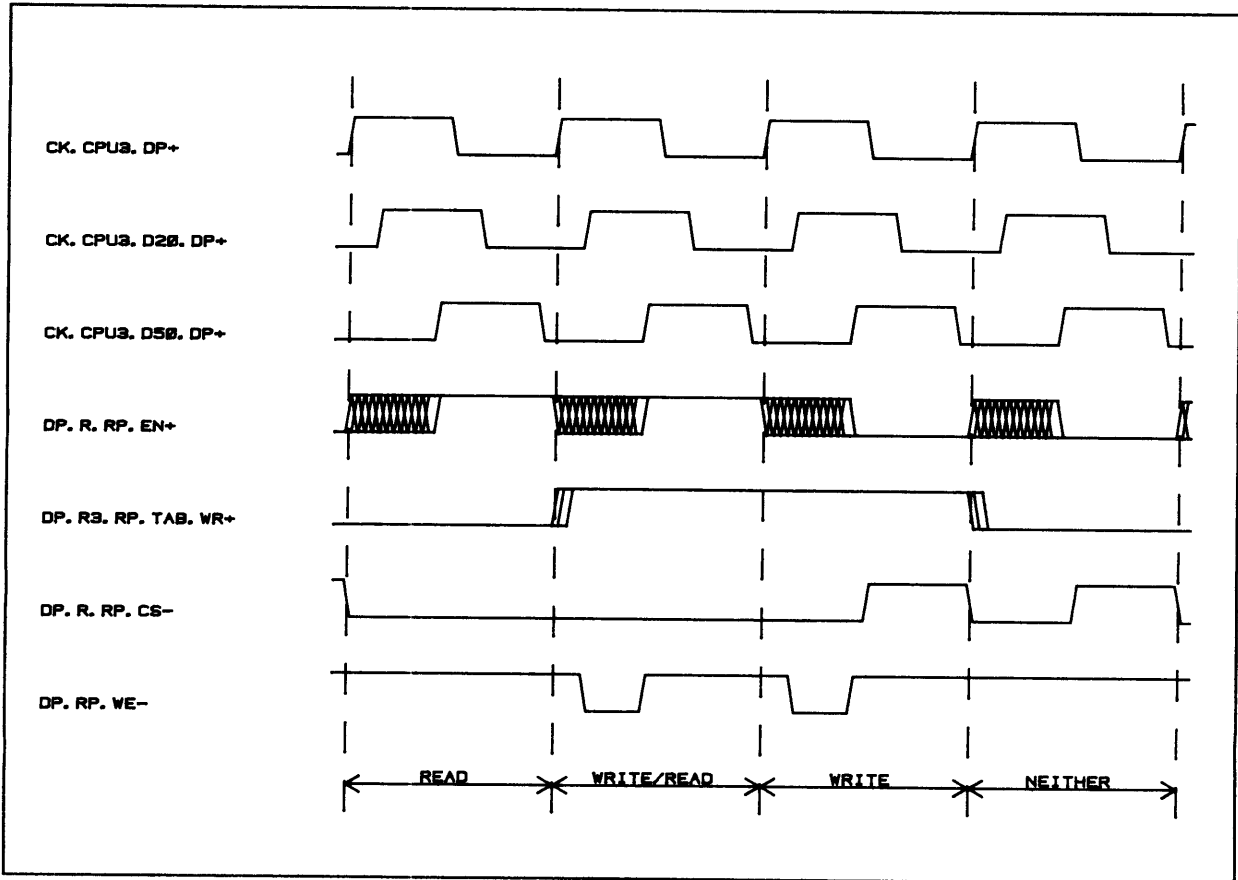 CK. CPU3. DP+
CK. CPU3. D20. DP+
CK. CPU3. D50. DP+
DP. R. RP. EN+
DP. R3. RP. TAB. WR+
DP. R. RP. CS-
DP. RP. WE-
READ WRITE/READ WRITE NEITHER